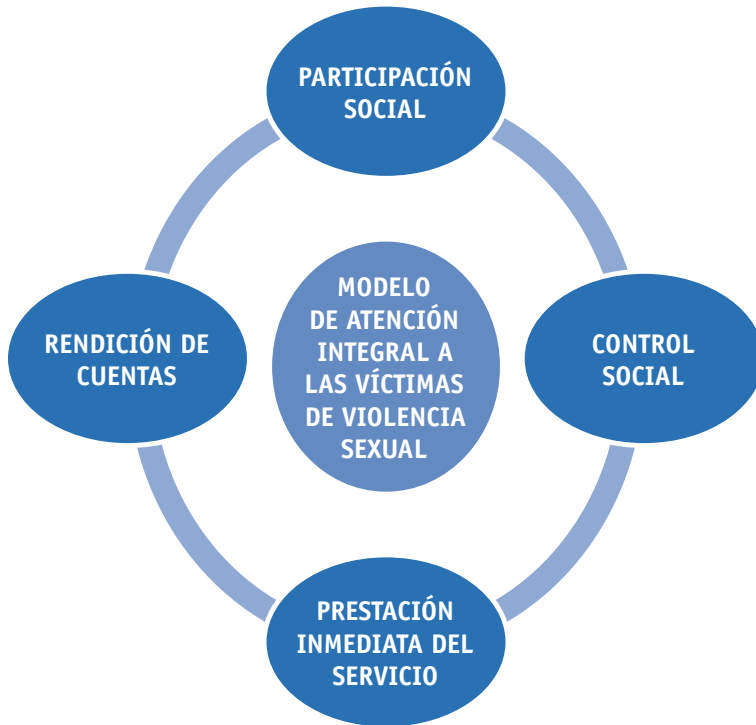 PARTICIPACIÓN
SOCIAL
RENDICIÓN DE
CUENTAS
MODELO
DE ATENCIÓN
INTEGRAL A
LAS VÍCTIMAS
DE VIOLENCIA
SEXUAL
CONTROL
SOCIAL
PRESTACIÓN
INMEDIATA DEL
SERVICIO